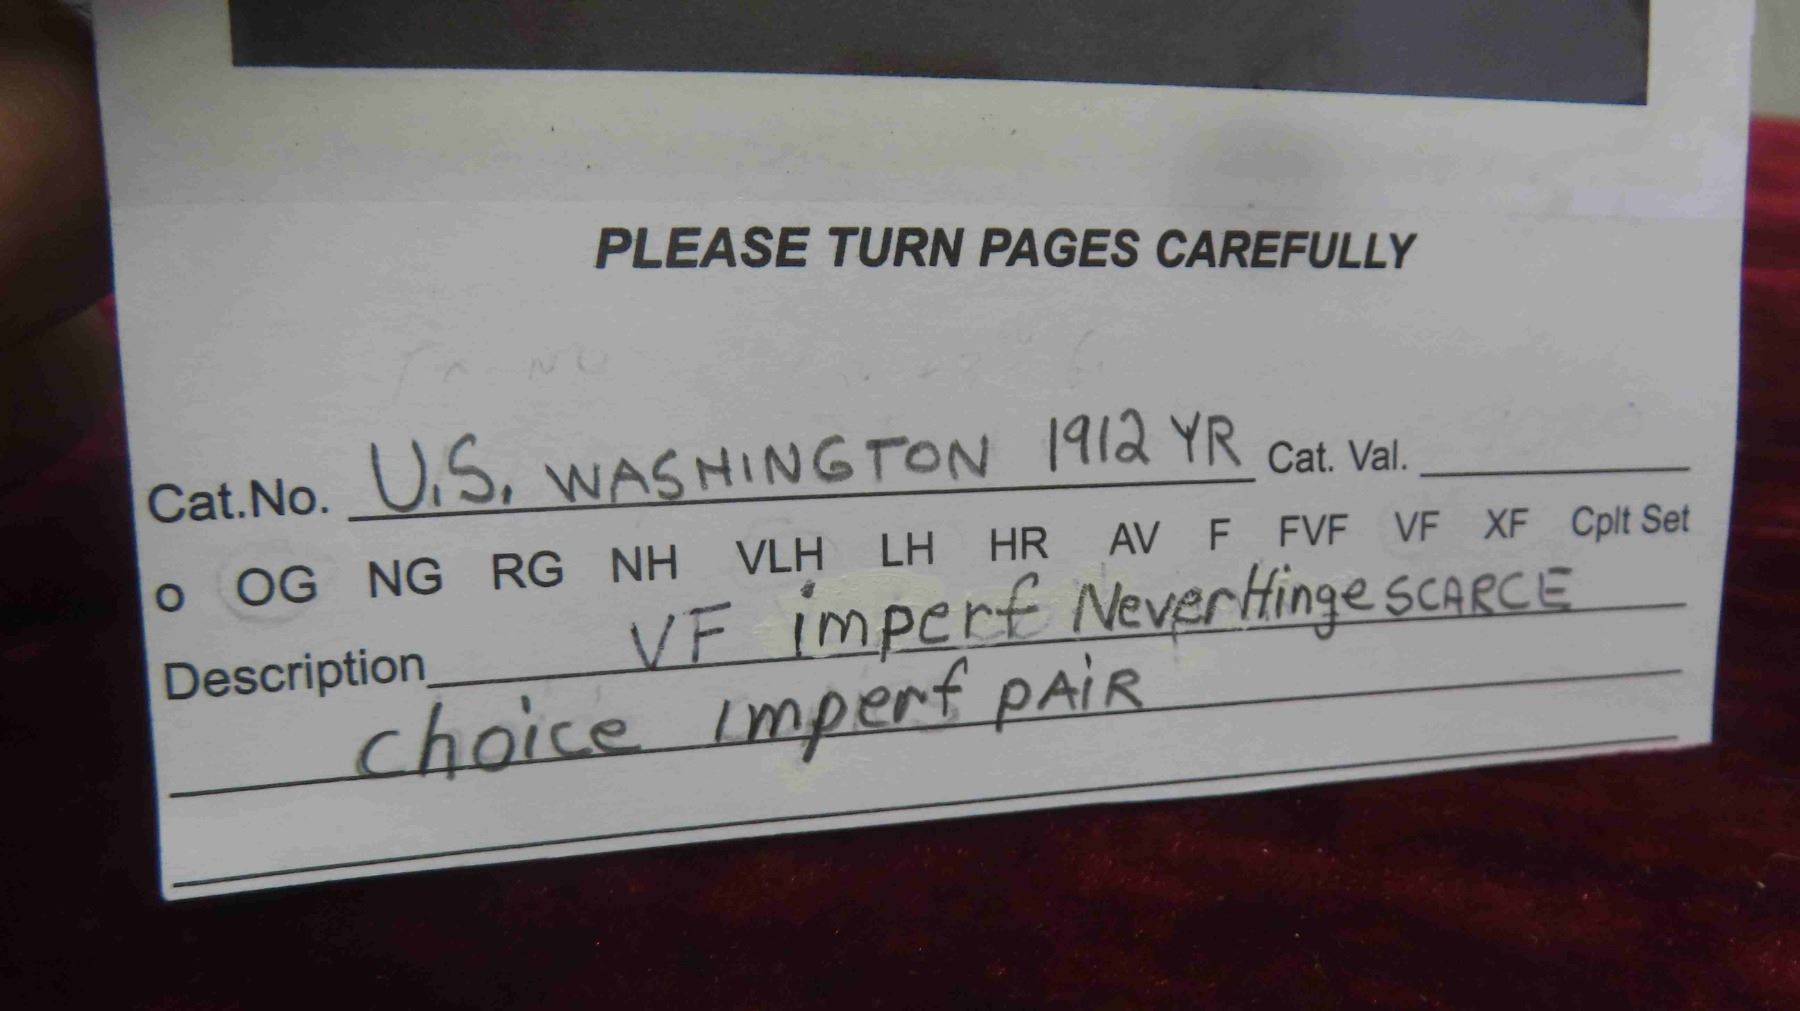 PLEASE TURN PAGES CAREFULLY
Cat.No. U.S. WASHINGTON 1912 YR Cat. Val.
o OG NG RG NH VLH LH HR AV F FVF VF XF Cplt Set
Description VF imperf NeverHinge SCARCE
choice imperf PAiR